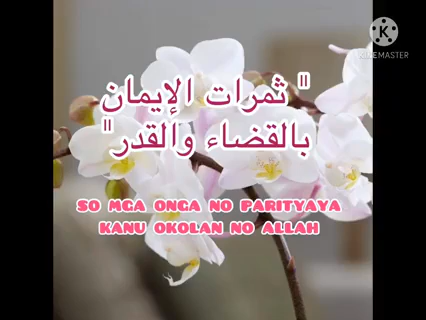 " ثمرات الإيمان
بالقضاء والقدر"
SO MGA ONGA NO PARITYAYA
KANU OKOLAN NO ALLAH
KINEMASTER